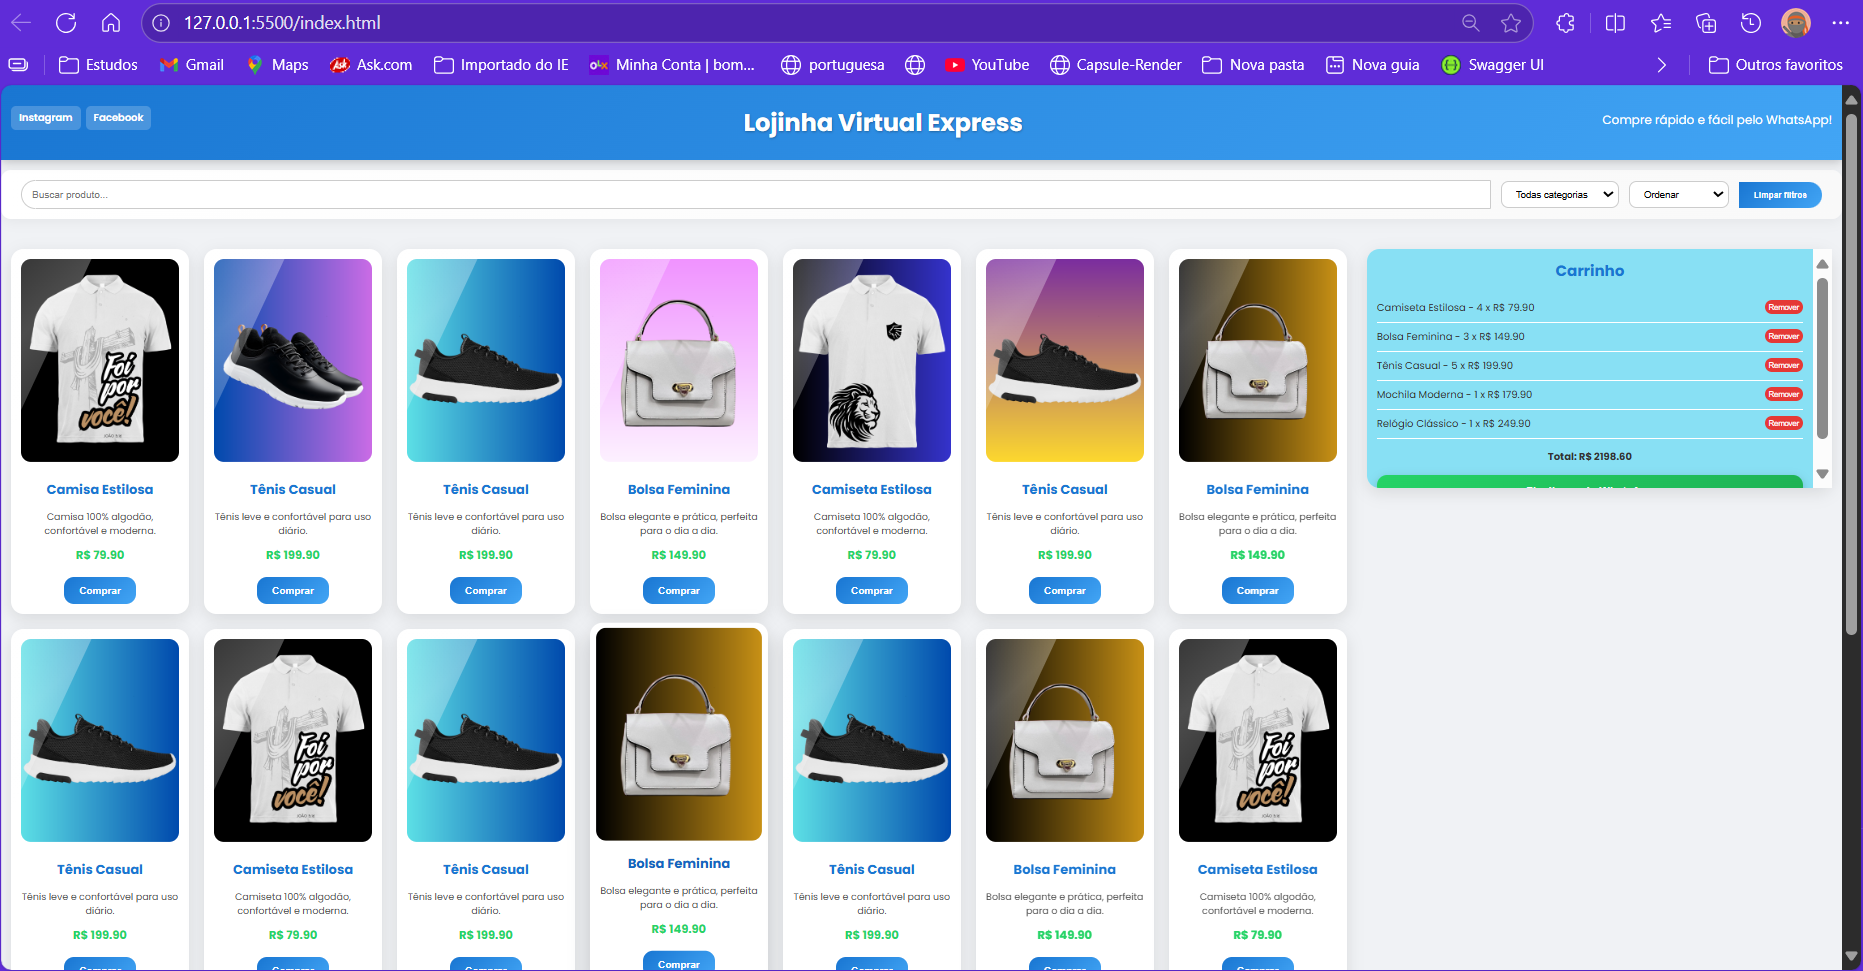 127.0.0.1:5500/index.html
Estudos
Gmail
Maps
Ask.com
Importado do IE
Minha Conta | bom...
portuguesa
YouTube
Capsule-Render
Nova pasta
Nova guia
Swagger UI
Outros favoritos
Instagram
Facebook
Lojinha Virtual Express
Compre rápido e fácil pelo WhatsApp!
Buscar produto...
Todas categorias
Ordenar
Limpar filtros
Foi
por
você!
Camisa Estilosa
Camisa 100% algodão,
confortável e moderna.
R$ 79.90
Comprar
Tênis Casual
Tênis leve e confortável para uso
diário.
R$ 199.90
Comprar
Tênis Casual
Tênis leve e confortável para uso
diário.
R$ 199.90
Comprar
Bolsa Feminina
Bolsa elegante e prática, perfeita
para o dia a dia.
R$ 149.90
Comprar
Camiseta Estilosa
Camiseta 100% algodão,
confortável e moderna.
R$ 79.90
Comprar
Tênis Casual
Tênis leve e confortável para uso
diário.
R$ 199.90
Comprar
Bolsa Feminina
Bolsa elegante e prática, perfeita
para o dia a dia.
R$ 149.90
Comprar
Carrinho
Camiseta Estilosa - 4 x R$ 79.90
Remover
Bolsa Feminina - 3 x R$ 149.90
Remover
Tênis Casual - 5 x R$ 199.90
Remover
Mochila Moderna - 1 x R$ 179.90
Remover
Relógio Clássico - 1 x R$ 249.90
Remover
Total: R$ 2198.60
Tênis Casual
Tênis leve e confortável para uso
diário.
R$ 199.90
Comprar
Foi
por
você!
Camiseta Estilosa
Camiseta 100% algodão,
confortável e moderna.
R$ 79.90
Comprar
Tênis Casual
Tênis leve e confortável para uso
diário.
R$ 199.90
Comprar
Bolsa Feminina
Bolsa elegante e prática, perfeita
para o dia a dia.
R$ 149.90
Comprar
Tênis Casual
Tênis leve e confortável para uso
diário.
R$ 199.90
Comprar
Bolsa Feminina
Bolsa elegante e prática, perfeita
para o dia a dia.
R$ 149.90
Comprar
Foi
por
você!
Camiseta Estilosa
Camiseta 100% algodão,
confortável e moderna.
R$ 79.90
Comprar